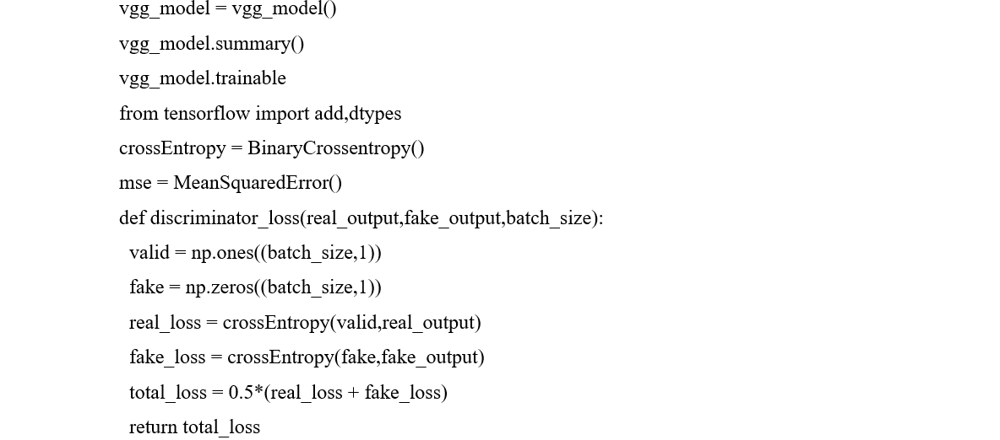 vgg_model = vgg_model()
vgg_model.summary()
vgg_model.trainable
from tensorflow import add,dtypes
crossEntropy = BinaryCrossentropy()
mse = MeanSquaredError()
def discriminator_loss(real_output,fake_output,batch_size):
  valid = np.ones((batch_size,1))
  fake = np.zeros((batch_size,1))
  real_loss = crossEntropy(valid,real_output)
  fake_loss = crossEntropy(fake,fake_output)
  total_loss = 0.5*(real_loss + fake_loss)
  return total_loss